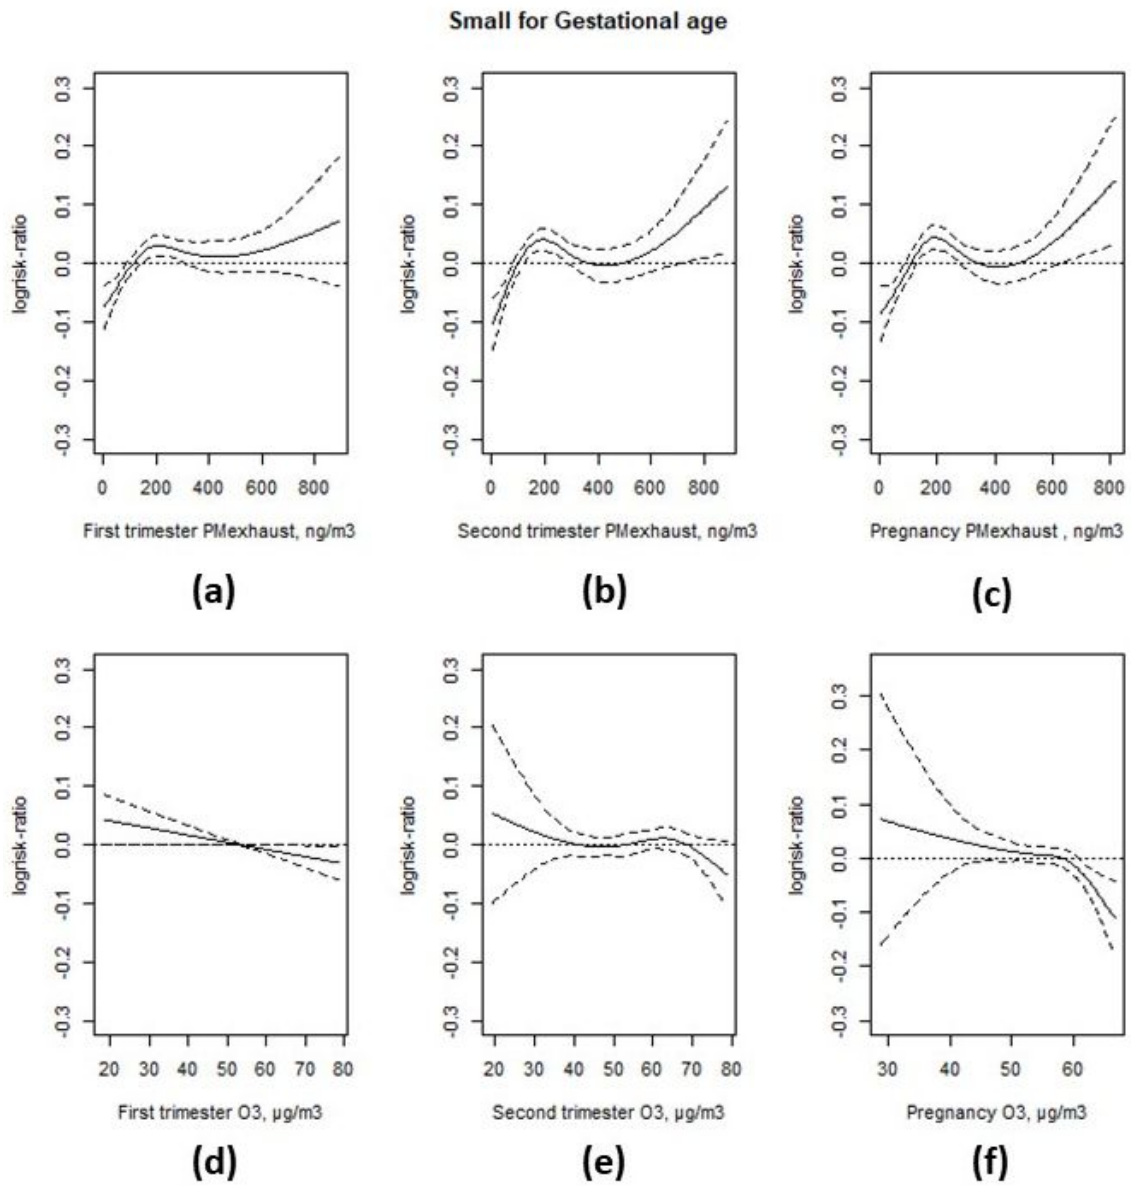 Small for Gestational age
logrisk-ratio
0.3
0.2
0.1
0.0
-0.1
-0.2
-0.3
0 200 400 600 800
First trimester PMexhaust, ng/m3
(a)
logrisk-ratio
0.3
0.2
0.1
0.0
-0.1
-0.2
-0.3
0 200 400 600 800
Second trimester PMexhaust, ng/m3
(b)
logrisk-ratio
0.3
0.2
0.1
0.0
-0.1
-0.2
-0.3
0 200 400 600 800
Pregnancy PMexhaust , ng/m3
(c)
logrisk-ratio
0.3
0.2
0.1
0.0
-0.1
-0.2
-0.3
20 30 40 50 60 70 80
First trimester O3, µg/m3
(d)
logrisk-ratio
0.3
0.2
0.1
0.0
-0.1
-0.2
-0.3
20 30 40 50 60 70 80
Second trimester O3, µg/m3
(e)
logrisk-ratio
0.3
0.2
0.1
0.0
-0.1
-0.2
-0.3
30 40 50 60
Pregnancy O3, µg/m3
(f)